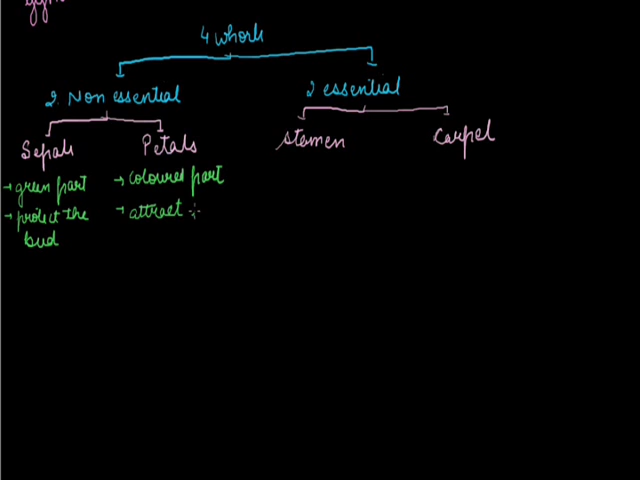 4 whorls
2 Non essential 2 essential
Sepals Petals stamen Carpel
→ green part → coloured part
→ protect the → attract
bud